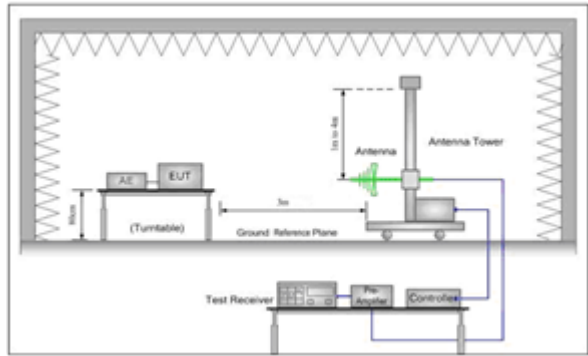 1m to 4m
Antenna
Antenna Tower
AE
EUT
80cm
3m
(Turntable)
Ground Reference Plane
Test Receiver
Pre-
Amplifier
Controller